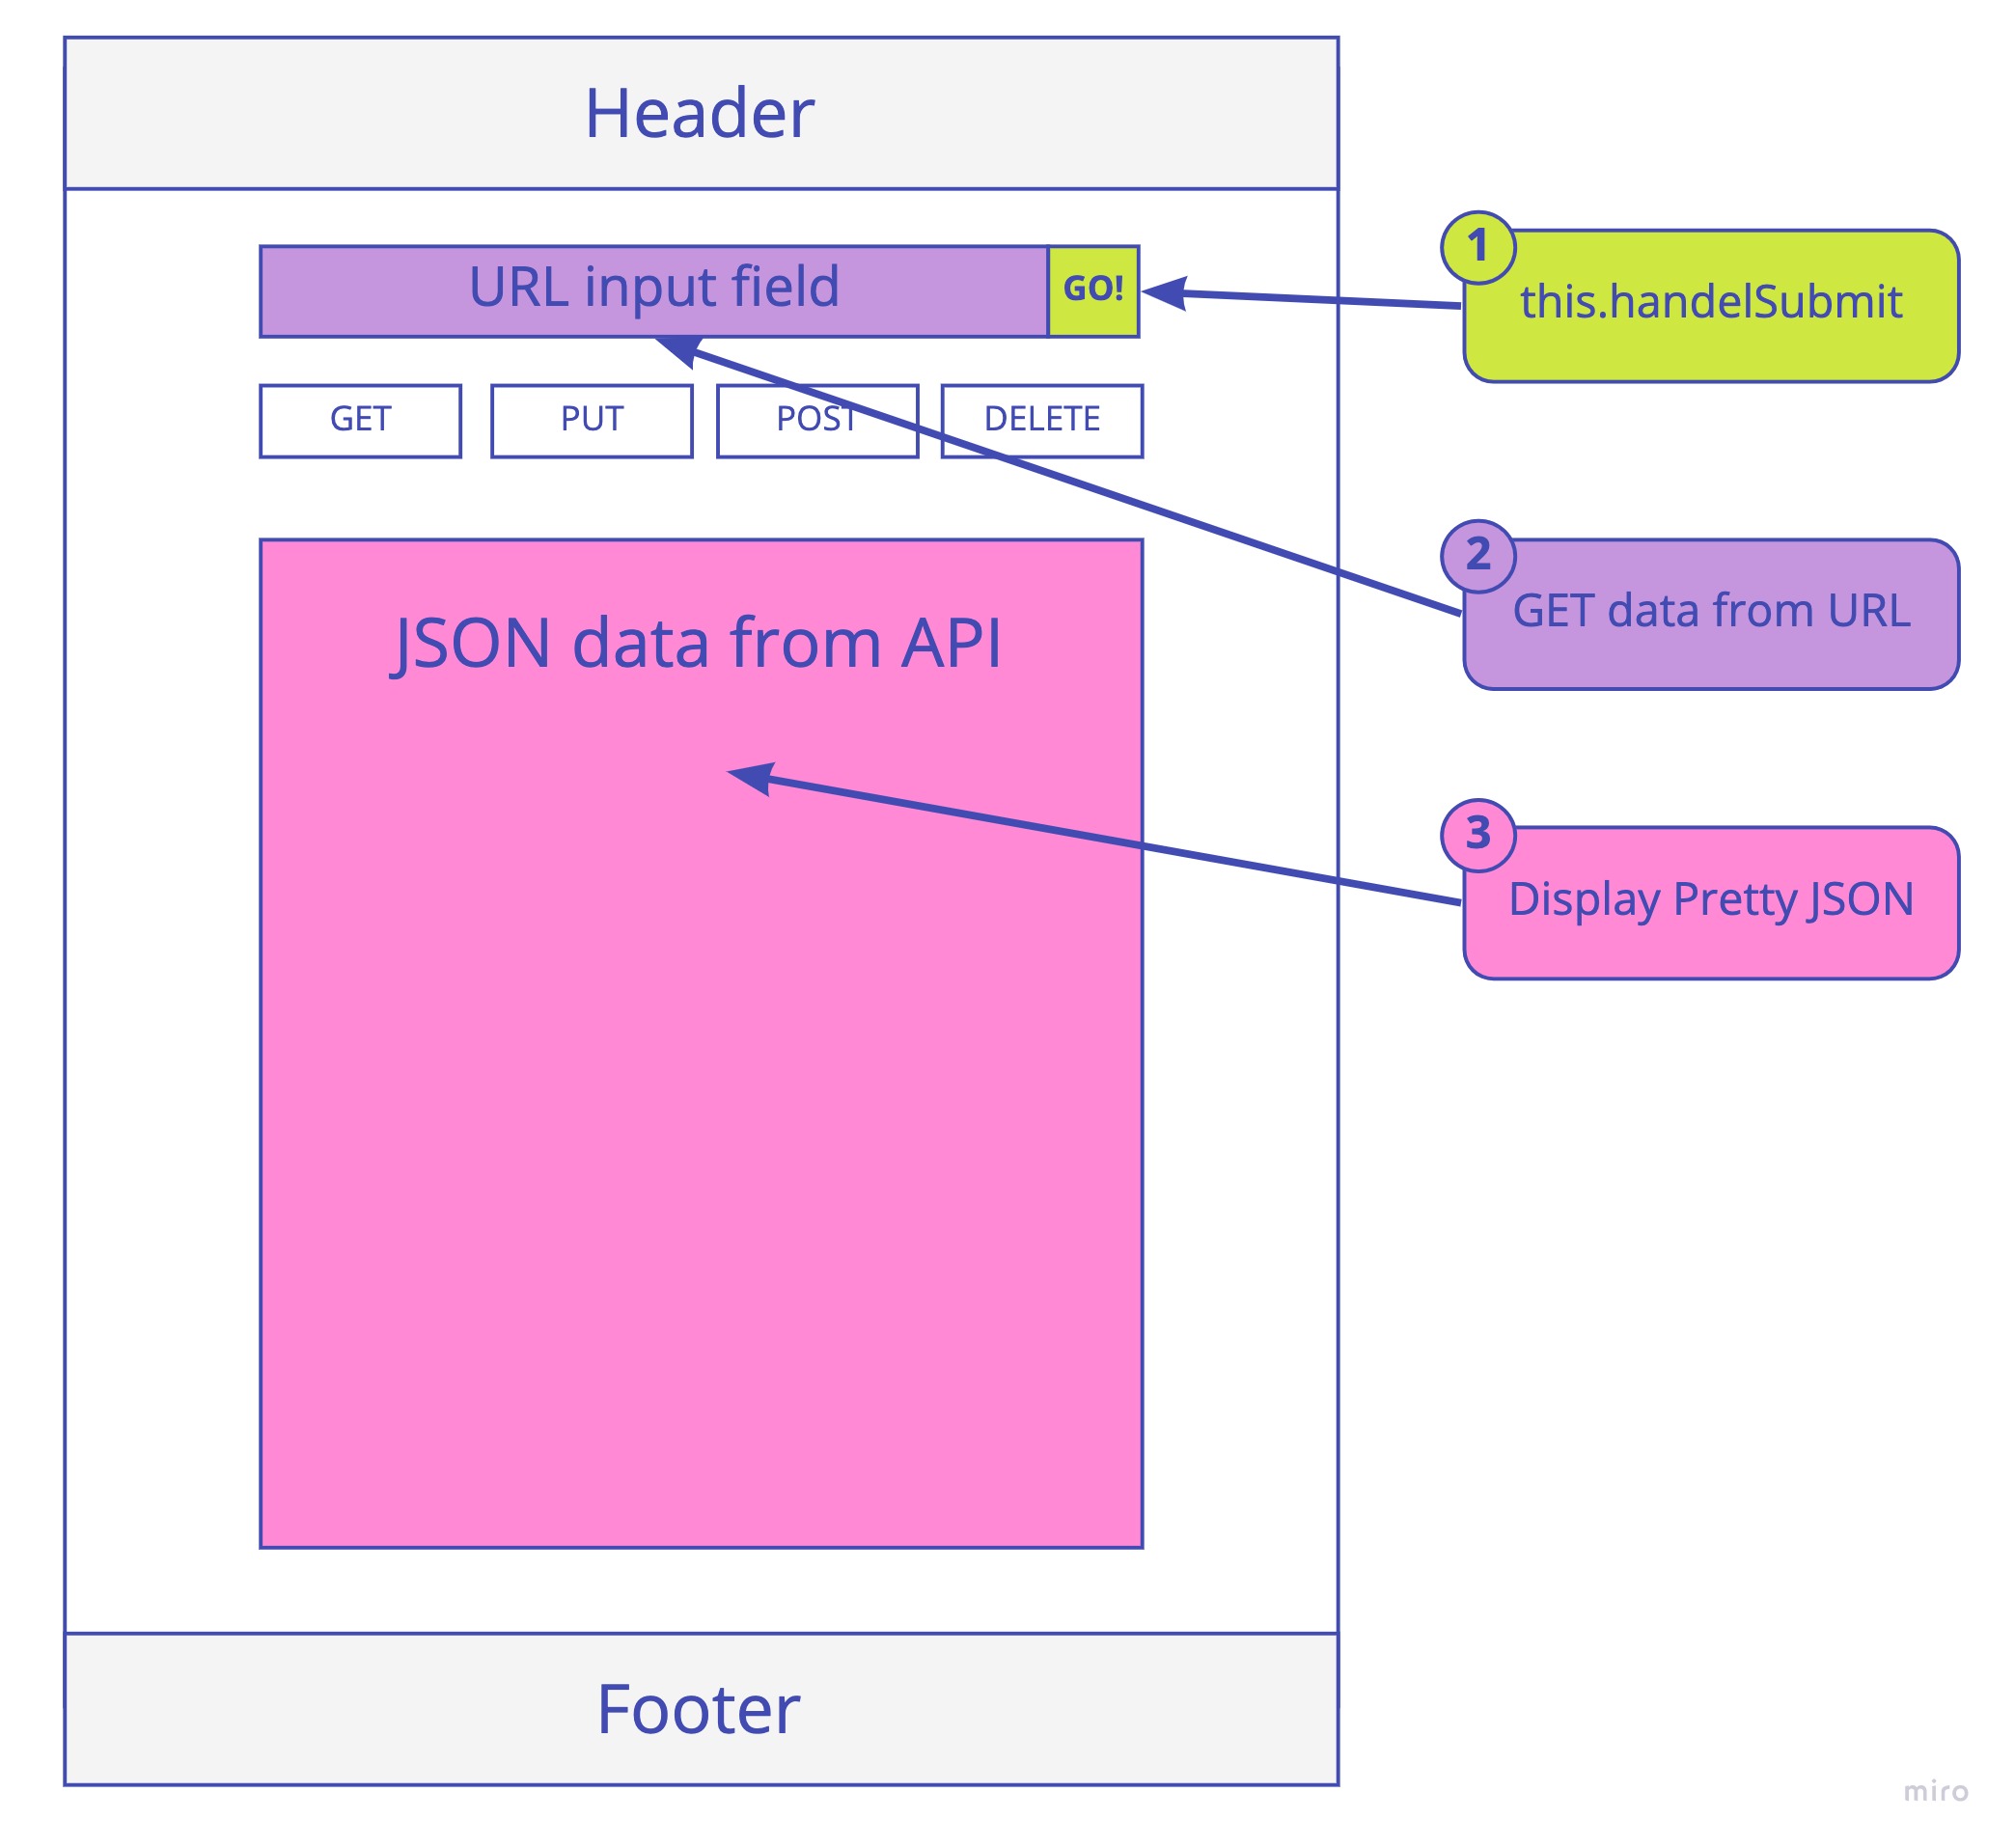 Header
URL input field
GO!
GET
PUT
POST
DELETE
JSON data from API
Footer
1
this.handelSubmit
2
GET data from URL
3
Display Pretty JSON
miro